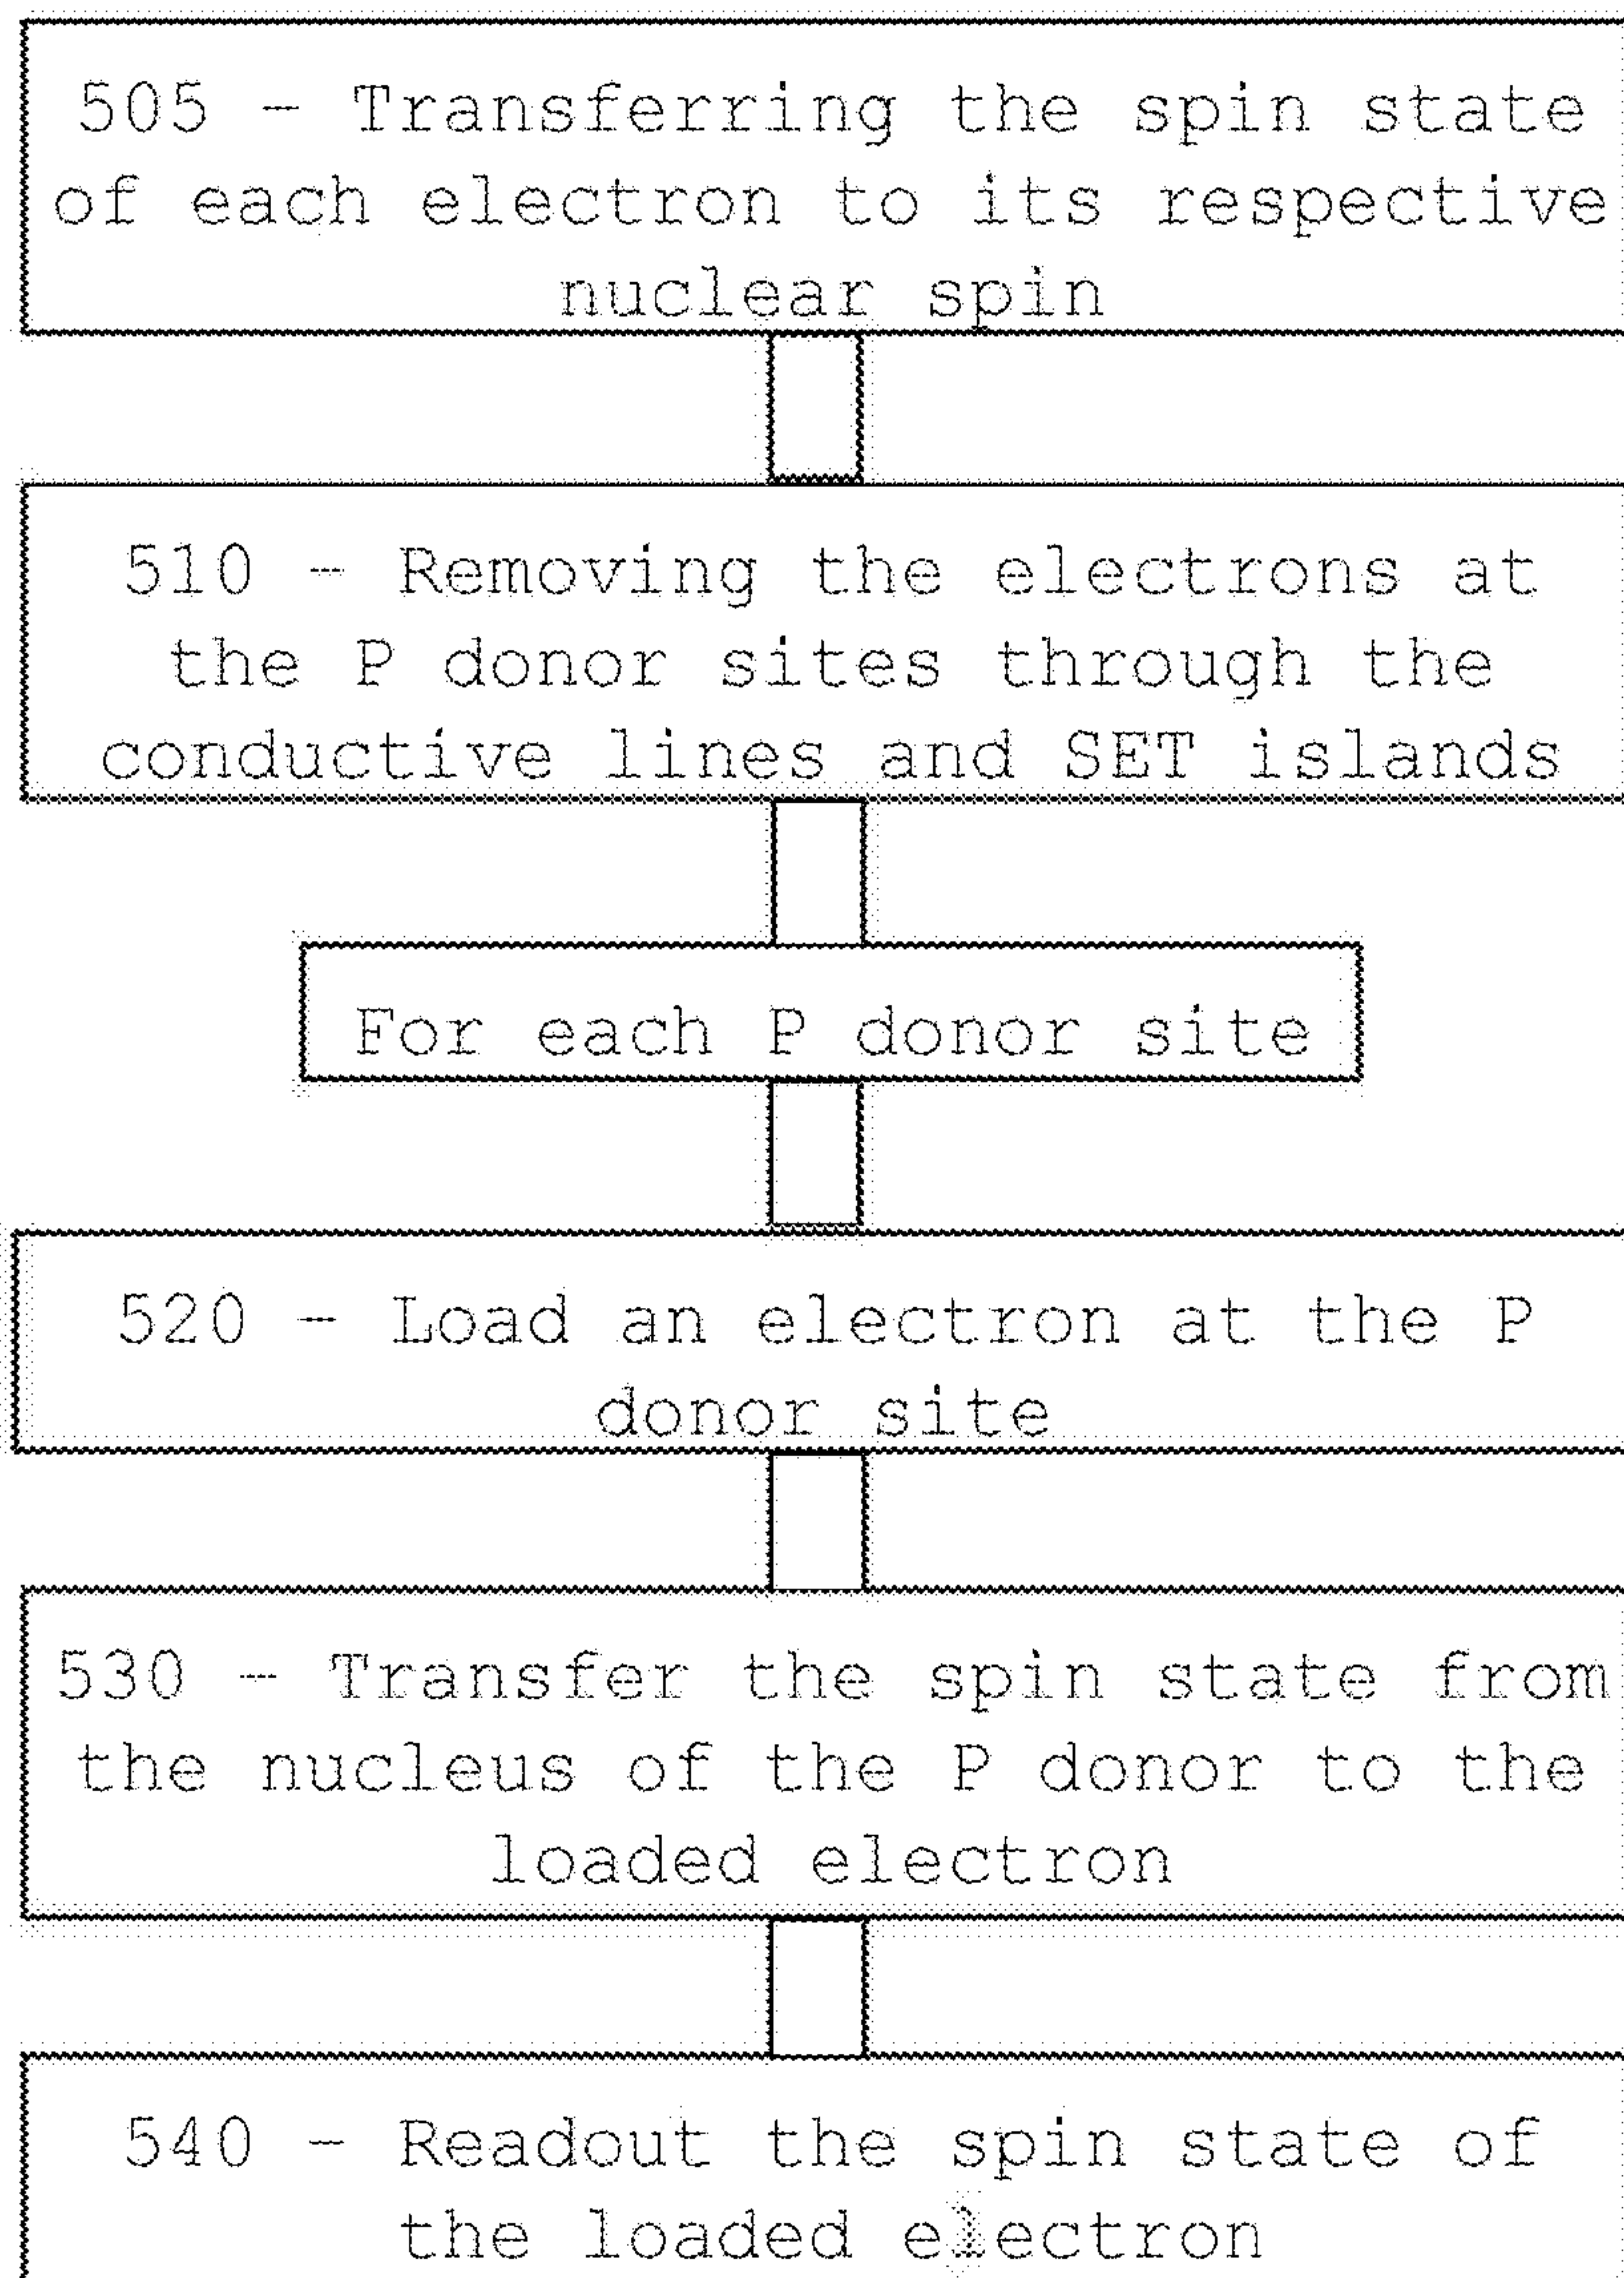 505 - Transferring the spin state
of each electron to its respective
nuclear spin
510 - Removing the electrons at
the P donor sites through the
conductive lines and SET islands
For each P donor site
520 - Load an electron at the P
donor site
530 - Transfer the spin state from
the nucleus of the P donor to the
loaded electron
540 - Readout the spin state of
the loaded electron